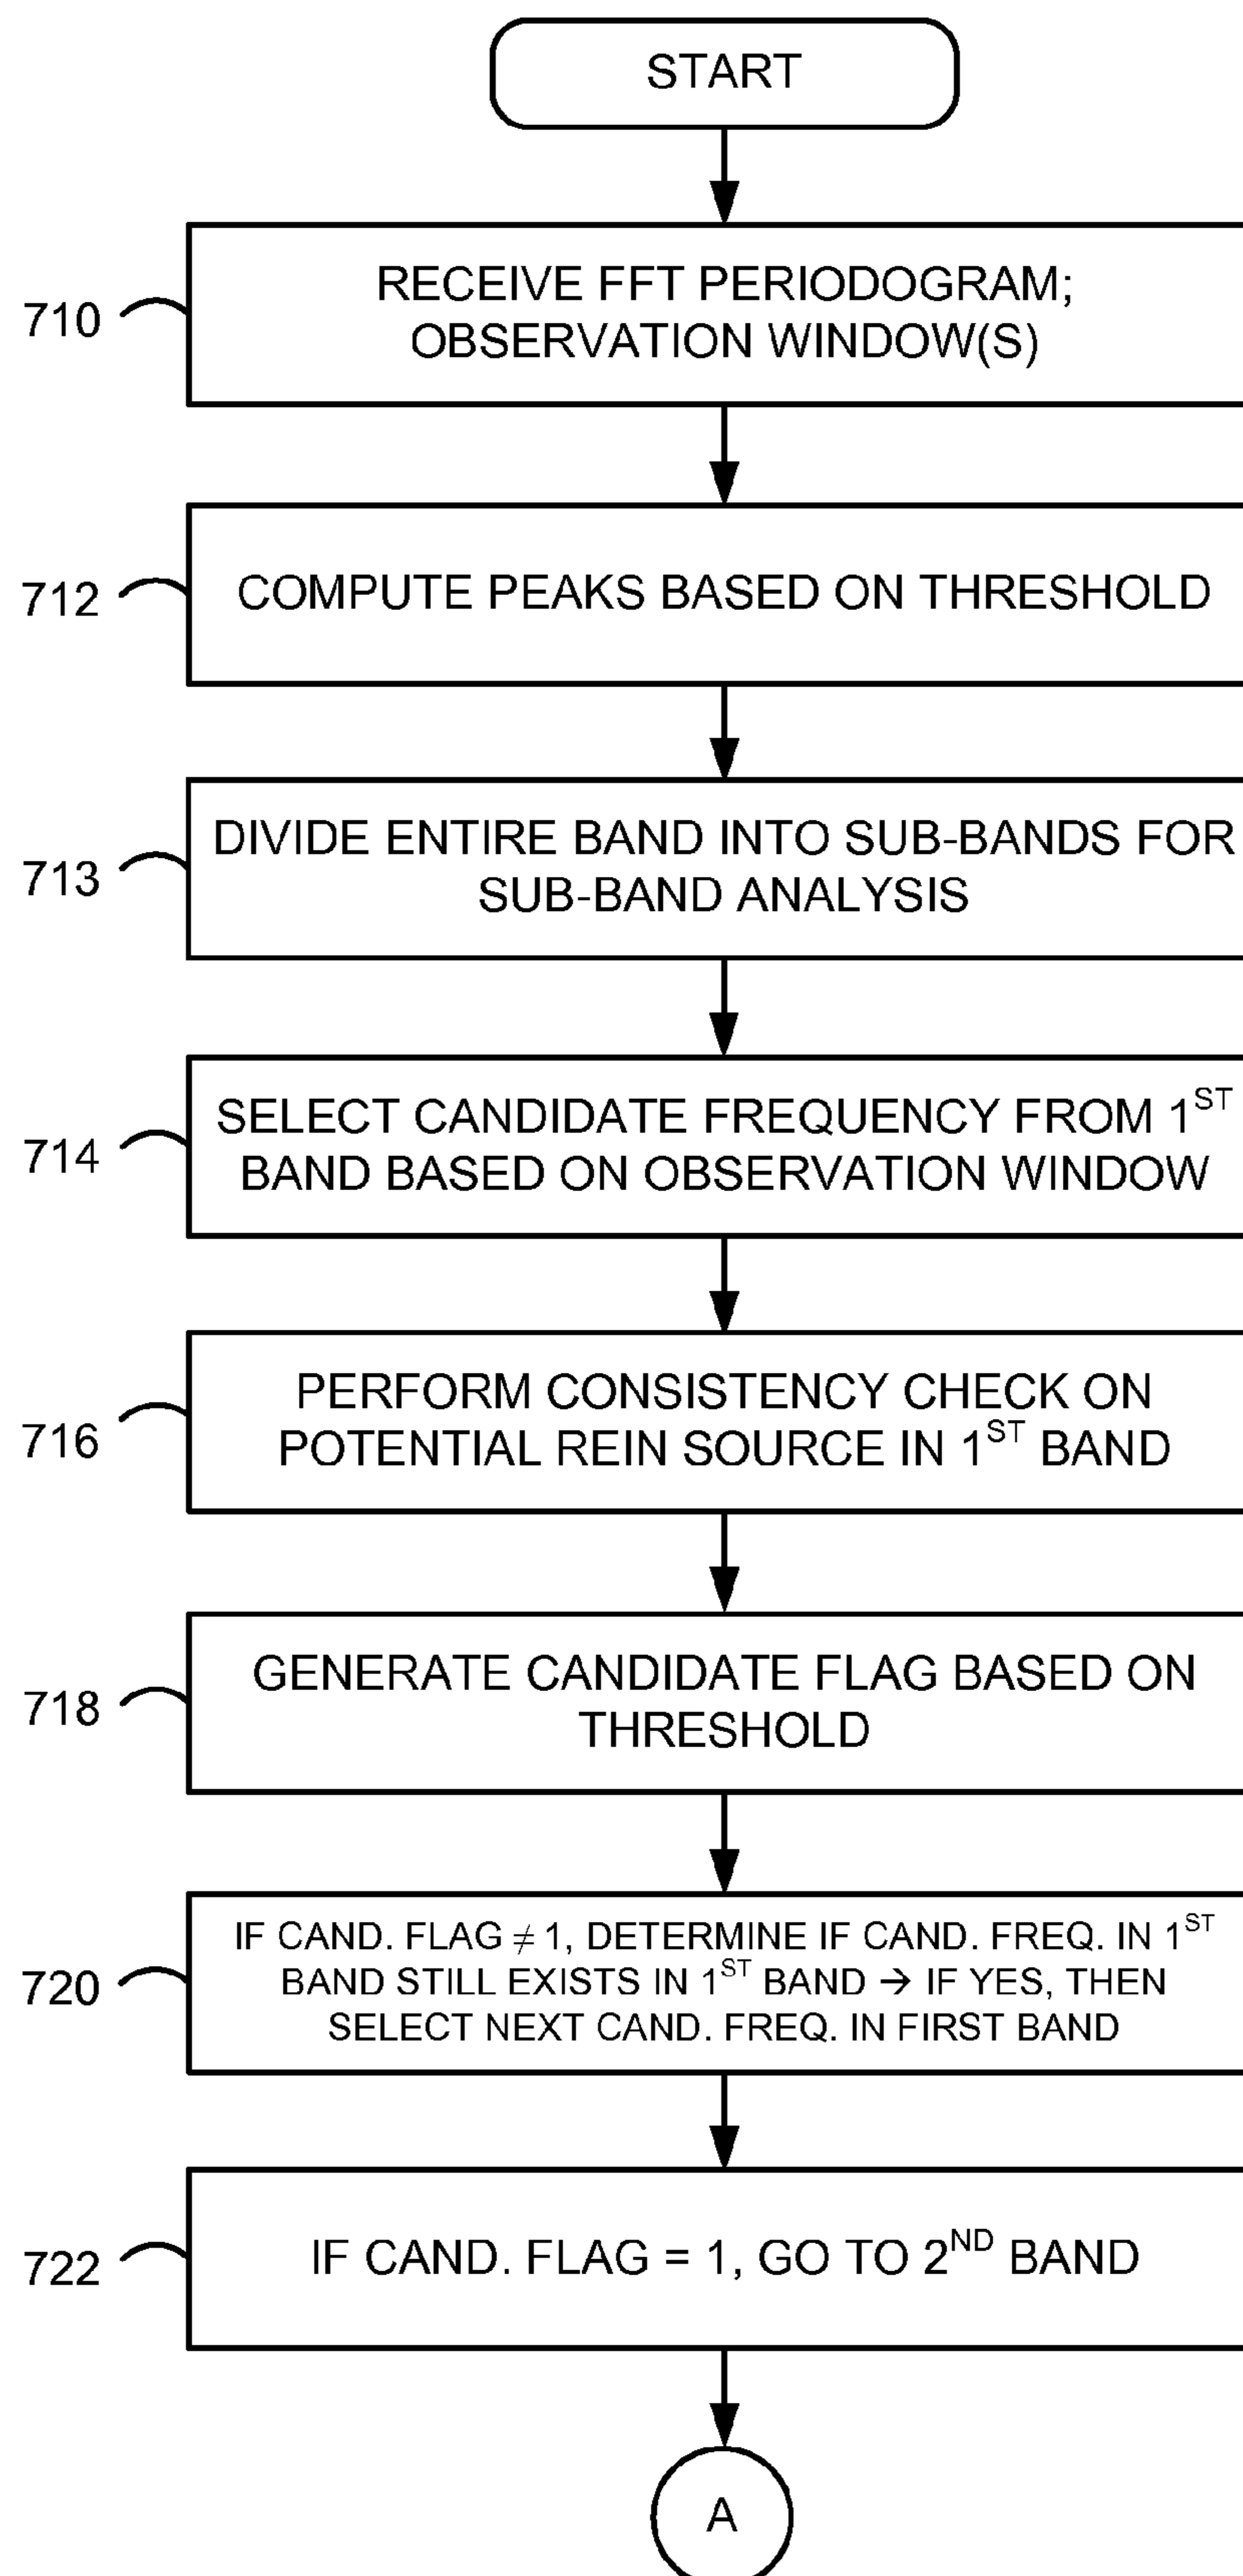 START
710
RECEIVE FFT PERIODOGRAM;
OBSERVATION WINDOW(S)
712
COMPUTE PEAKS BASED ON THRESHOLD
713
DIVIDE ENTIRE BAND INTO SUB-BANDS FOR
SUB-BAND ANALYSIS
714
SELECT CANDIDATE FREQUENCY FROM 1ST
BAND BASED ON OBSERVATION WINDOW
716
PERFORM CONSISTENCY CHECK ON
POTENTIAL REIN SOURCE IN 1ST BAND
718
GENERATE CANDIDATE FLAG BASED ON
THRESHOLD
720
IF CAND. FLAG ≠ 1, DETERMINE IF CAND. FREQ. IN 1ST
BAND STILL EXISTS IN 1ST BAND → IF YES, THEN
SELECT NEXT CAND. FREQ. IN FIRST BAND
722
IF CAND. FLAG = 1, GO TO 2ND BAND
A